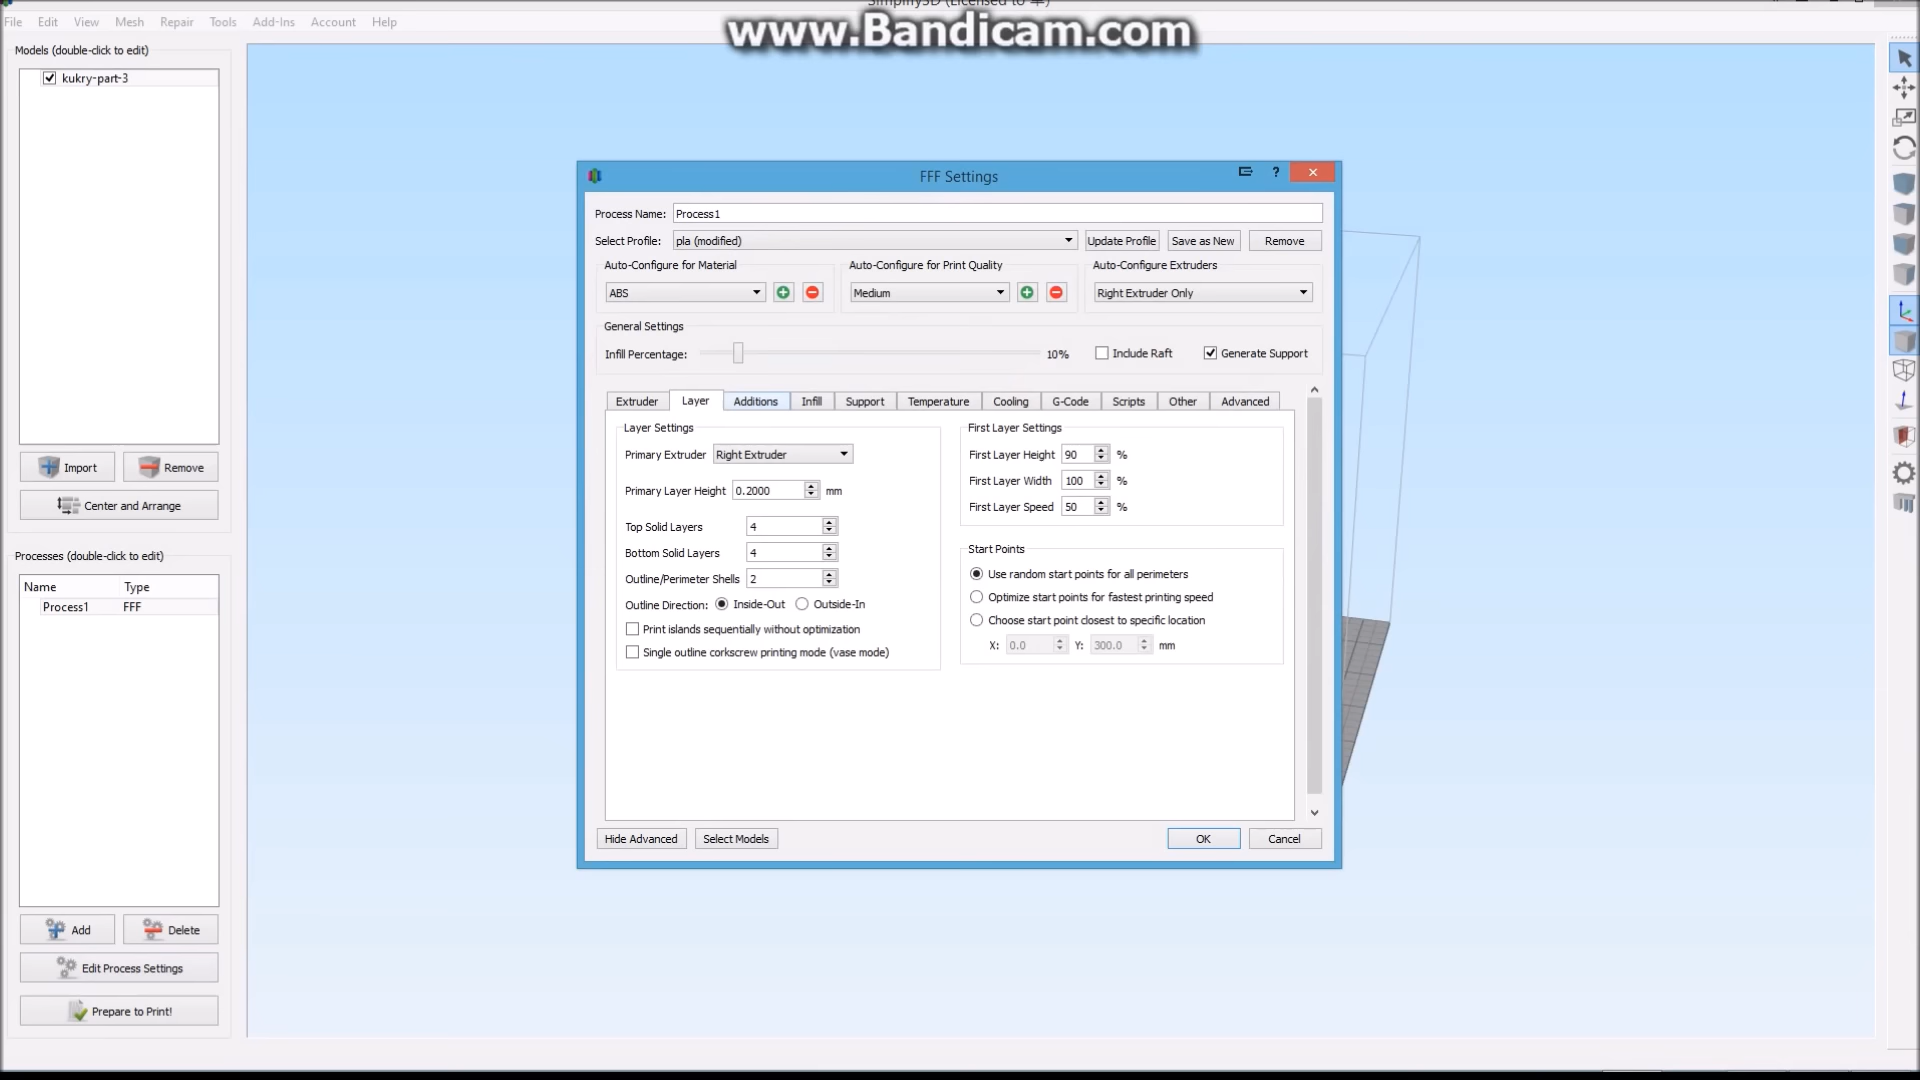 Simplify3D (Licensed to
www.Bandicam.com
File Edit View Mesh Repair Tools Add-Ins Account Help
Models (double-click to edit)
kukry-part-3
Import Remove
Center and Arrange
Processes (double-click to edit)
Name Type
Process1 FFF
Add Delete
Edit Process Settings
Prepare to Print!
FFF Settings
Process Name: Process1
Select Profile: pla (modified) Update Profile Save as New Remove
Auto-Configure for Material Auto-Configure for Print Quality Auto-Configure Extruders
ABS Medium Right Extruder Only
General Settings
Infill Percentage: 10% Include Raft Generate Support
Extruder Layer Additions Infill Support Temperature Cooling G-Code Scripts Other Advanced
Layer Settings
Primary Extruder Right Extruder
Primary Layer Height 0.2000 mm
Top Solid Layers 4
Bottom Solid Layers 4
Outline/Perimeter Shells 2
Outline Direction: Inside-Out Outside-In
Print islands sequentially without optimization
Single outline corkscrew printing mode (vase mode)
First Layer Settings
First Layer Height 90 %
First Layer Width 100 %
First Layer Speed 50 %
Start Points
Use random start points for all perimeters
Optimize start points for fastest printing speed
Choose start point closest to specific location
X: 0.0 Y: 300.0 mm
Hide Advanced Select Models OK Cancel